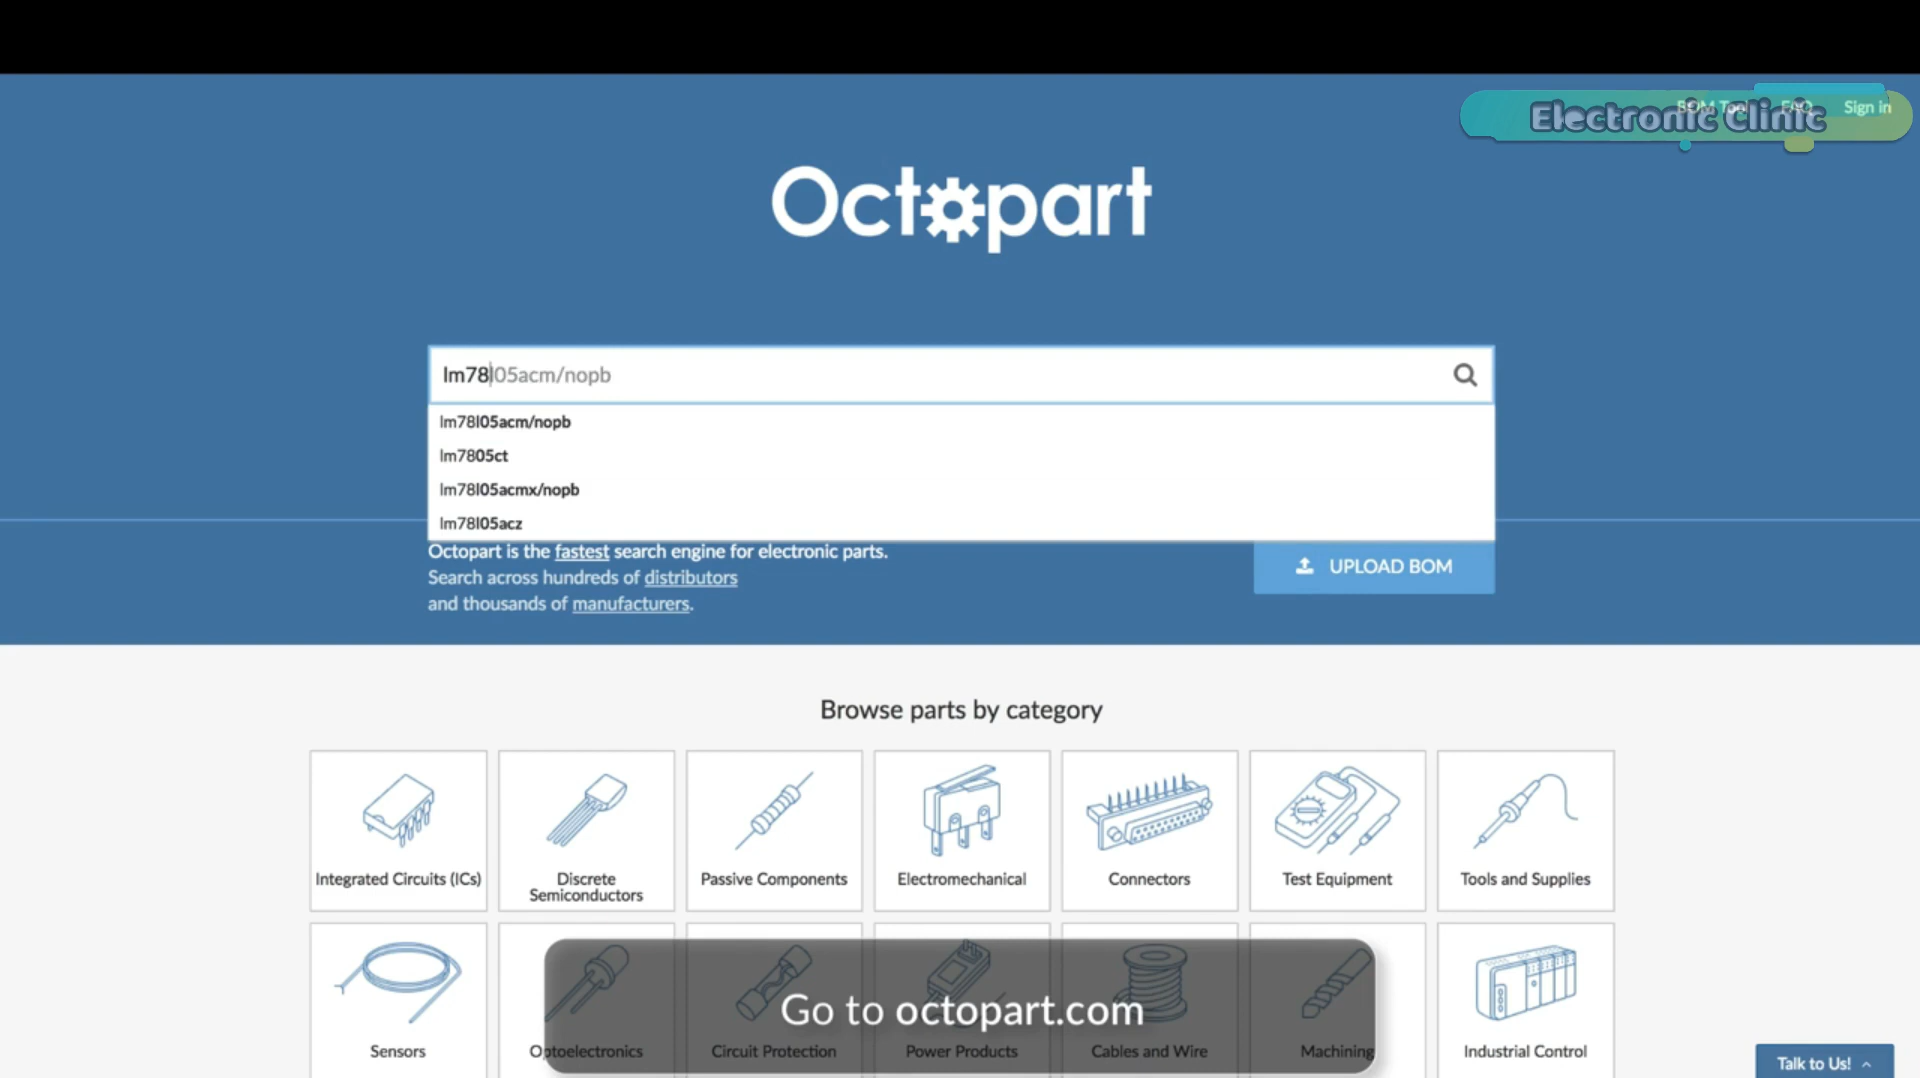 BOM Tool FAQ Sign in
Electronic Clinic
Octopart
lm78l05acm/nopb
lm78l05acm/nopb
lm7805ct
lm78l05acmx/nopb
lm78l05acz
Octopart is the fastest search engine for electronic parts.
Search across hundreds of distributors
and thousands of manufacturers.
UPLOAD BOM
Browse parts by category
Integrated Circuits (ICs)
Discrete
Semiconductors
Passive Components
Electromechanical
Connectors
Test Equipment
Tools and Supplies
Go to octopart.com
Sensors
Optoelectronics
Circuit Protection
Power Products
Cables and Wire
Machining
Industrial Control
Talk to Us!